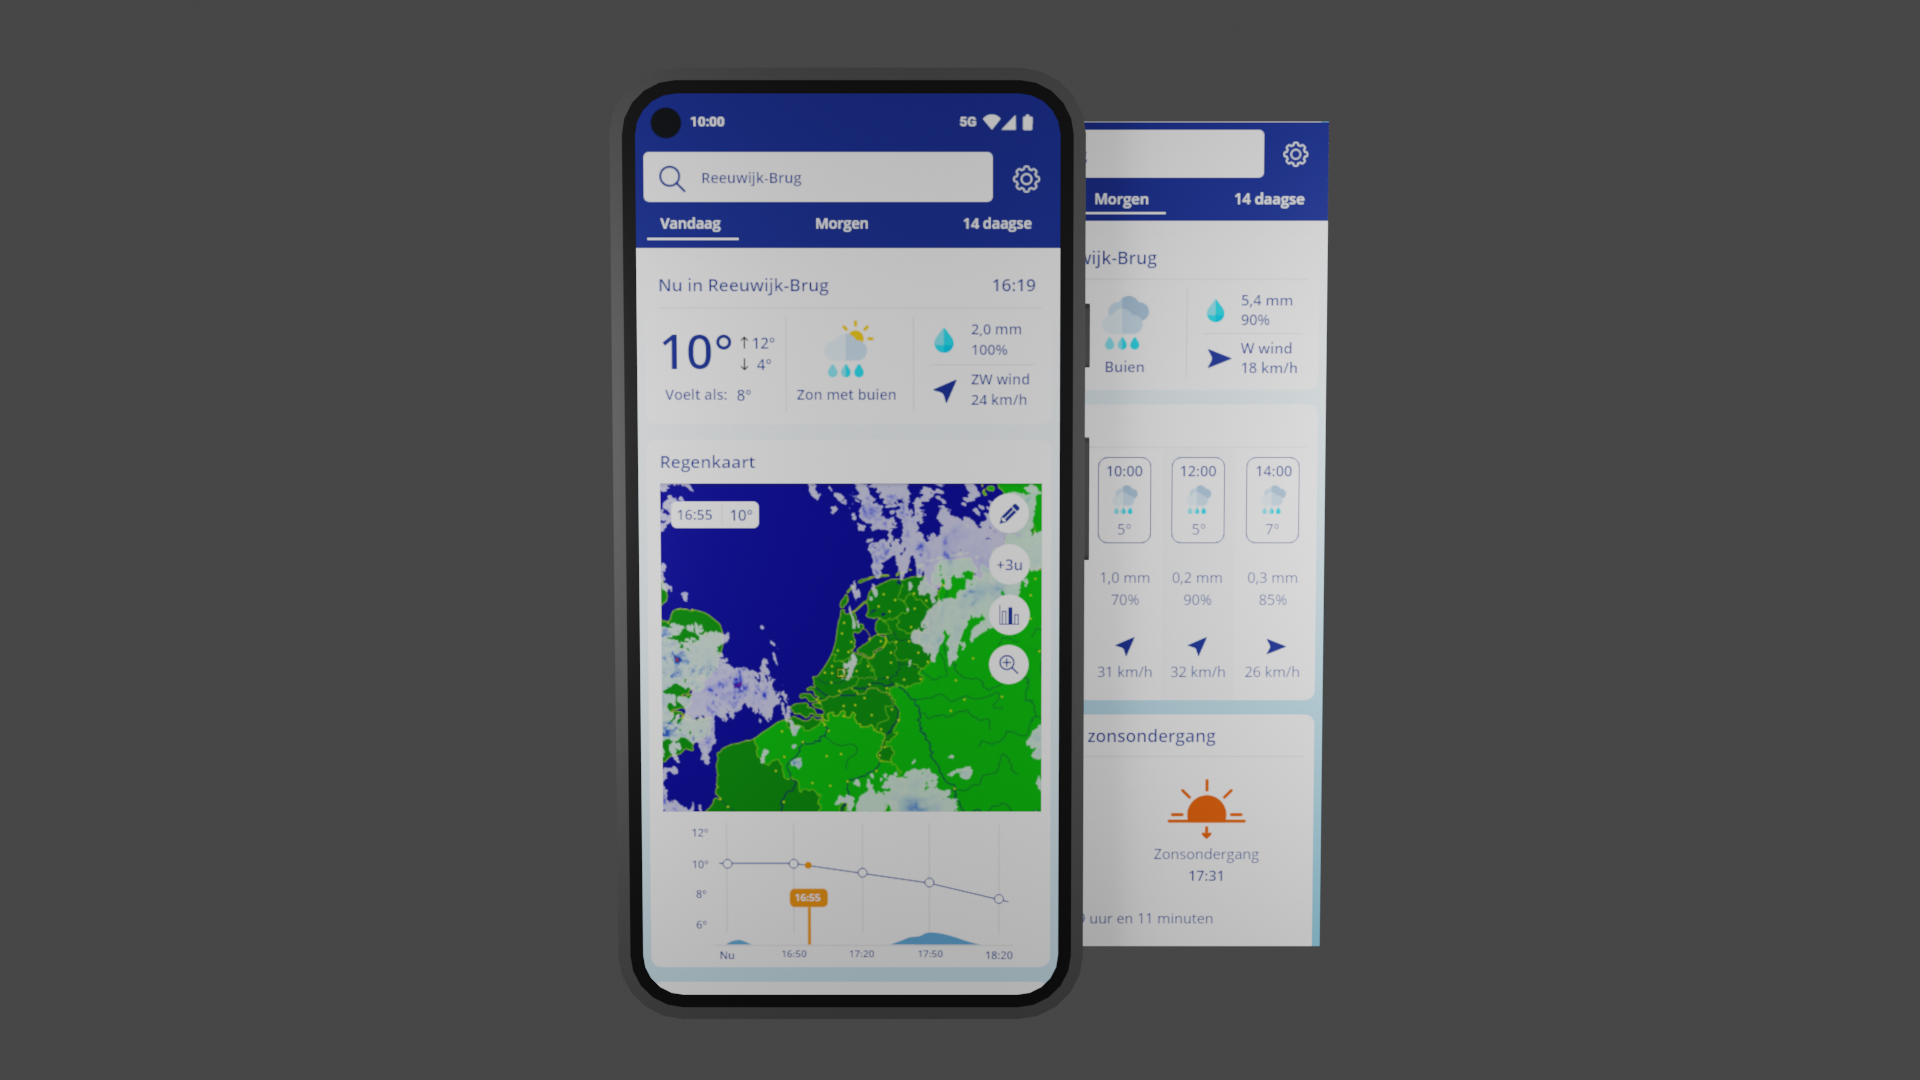 10:00
5G
Reeuwijk-Brug
Vandaag Morgen 14 daagse
Nu in Reeuwijk-Brug 16:19
10° ↑12° ↓ 4°
Voelt als: 8°
Zon met buien
2,0 mm
100%
ZW wind
24 km/h
Regenkaart
16:55 10°
+3u
12°
10°
8°
6°
16:55
Nu 16:50 17:20 17:50 18:20
Morgen 14 daagse
ijk-Brug
Buien
5,4 mm
90%
W wind
18 km/h
10:00 12:00 14:00
5° 5° 7°
1,0 mm 0,2 mm 0,3 mm
70% 90% 85%
31 km/h 32 km/h 26 km/h
zonsondergang
Zonsondergang
17:31
uur en 11 minuten